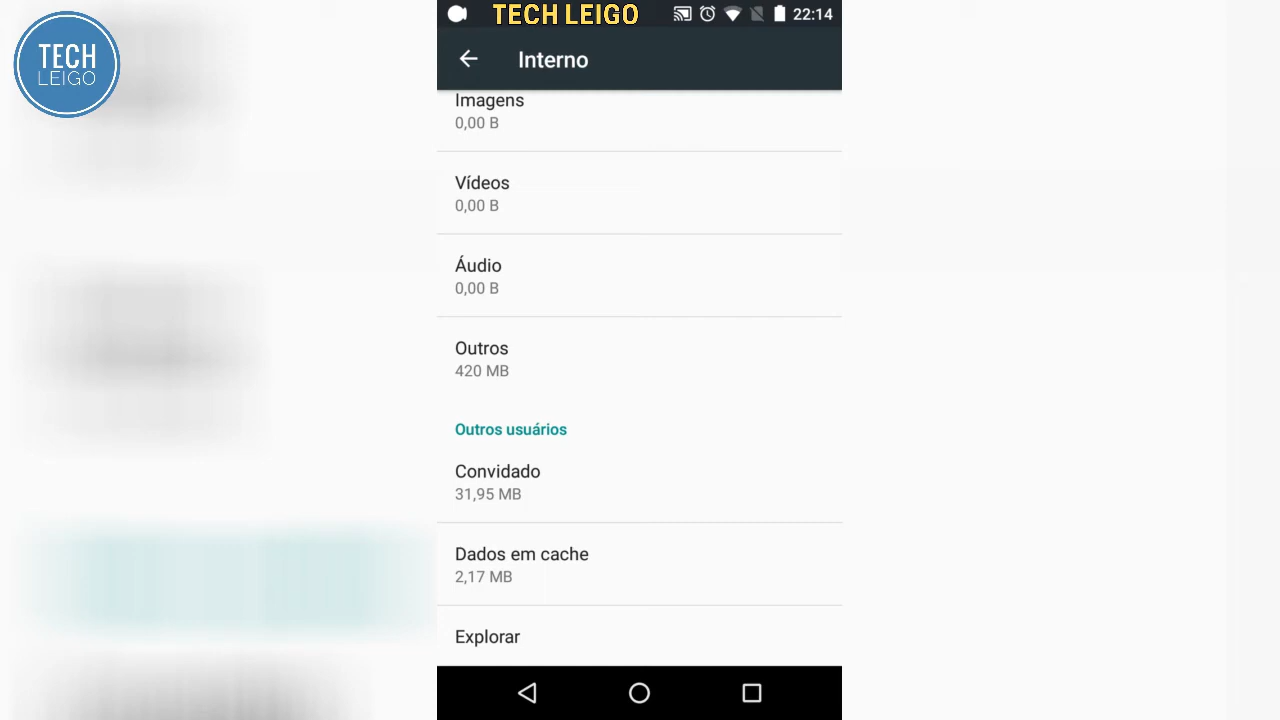 TECH
LEIGO
TECH LEIGO
22:14
Interno
Imagens
0,00 B
Vídeos
0,00 B
Áudio
0,00 B
Outros
420 MB
Outros usuários
Convidado
31,95 MB
Dados em cache
2,17 MB
Explorar